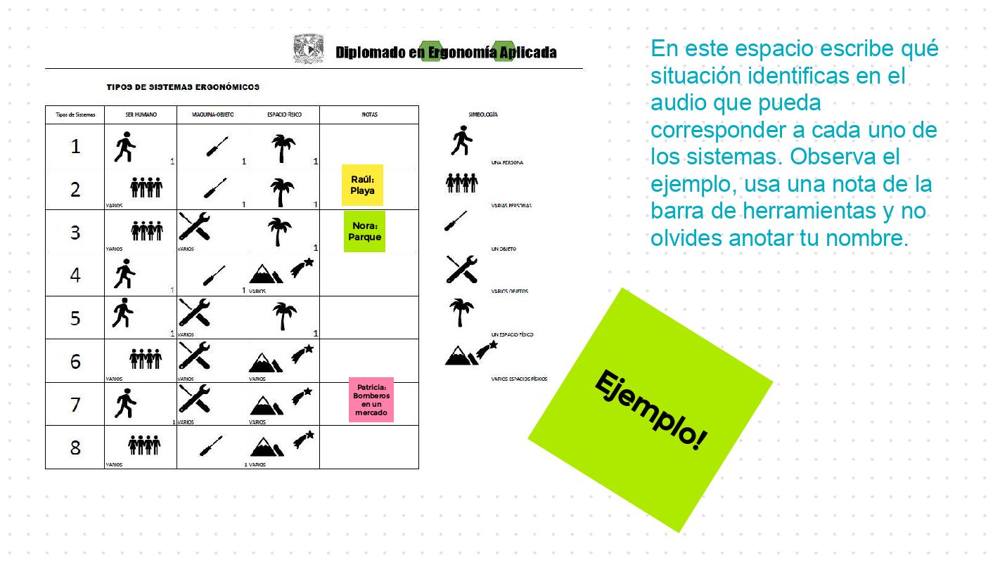 Diplomado en Ergonomía Aplicada
TIPOS DE SISTEMAS ERGONÓMICOS
Tipos de Sistemas SER HUMANO MAQUINA-OBJETO ESPACIO FÍSICO NOTAS
1 1 1 1
2 VARIOS 1 1 Raúl:
Playa
3 VARIOS VARIOS 1 Nora:
Parque
4 1 1 VARIOS
5 1 VARIOS 1
6 VARIOS VARIOS VARIOS
7 1 VARIOS VARIOS Patricia:
Bomberos
en un
mercado
8 VARIOS 1 VARIOS
SIMBOLOGÍA
UNA PERSONA
VARIAS PERSONAS
UN OBJETO
VARIOS OBJETOS
UN ESPACIO FÍSICO
VARIOS ESPACIOS FÍSICOS
En este espacio escribe qué
situación identificas en el
audio que pueda
corresponder a cada uno de
los sistemas. Observa el
ejemplo, usa una nota de la
barra de herramientas y no
olvides anotar tu nombre.
Ejemplo!